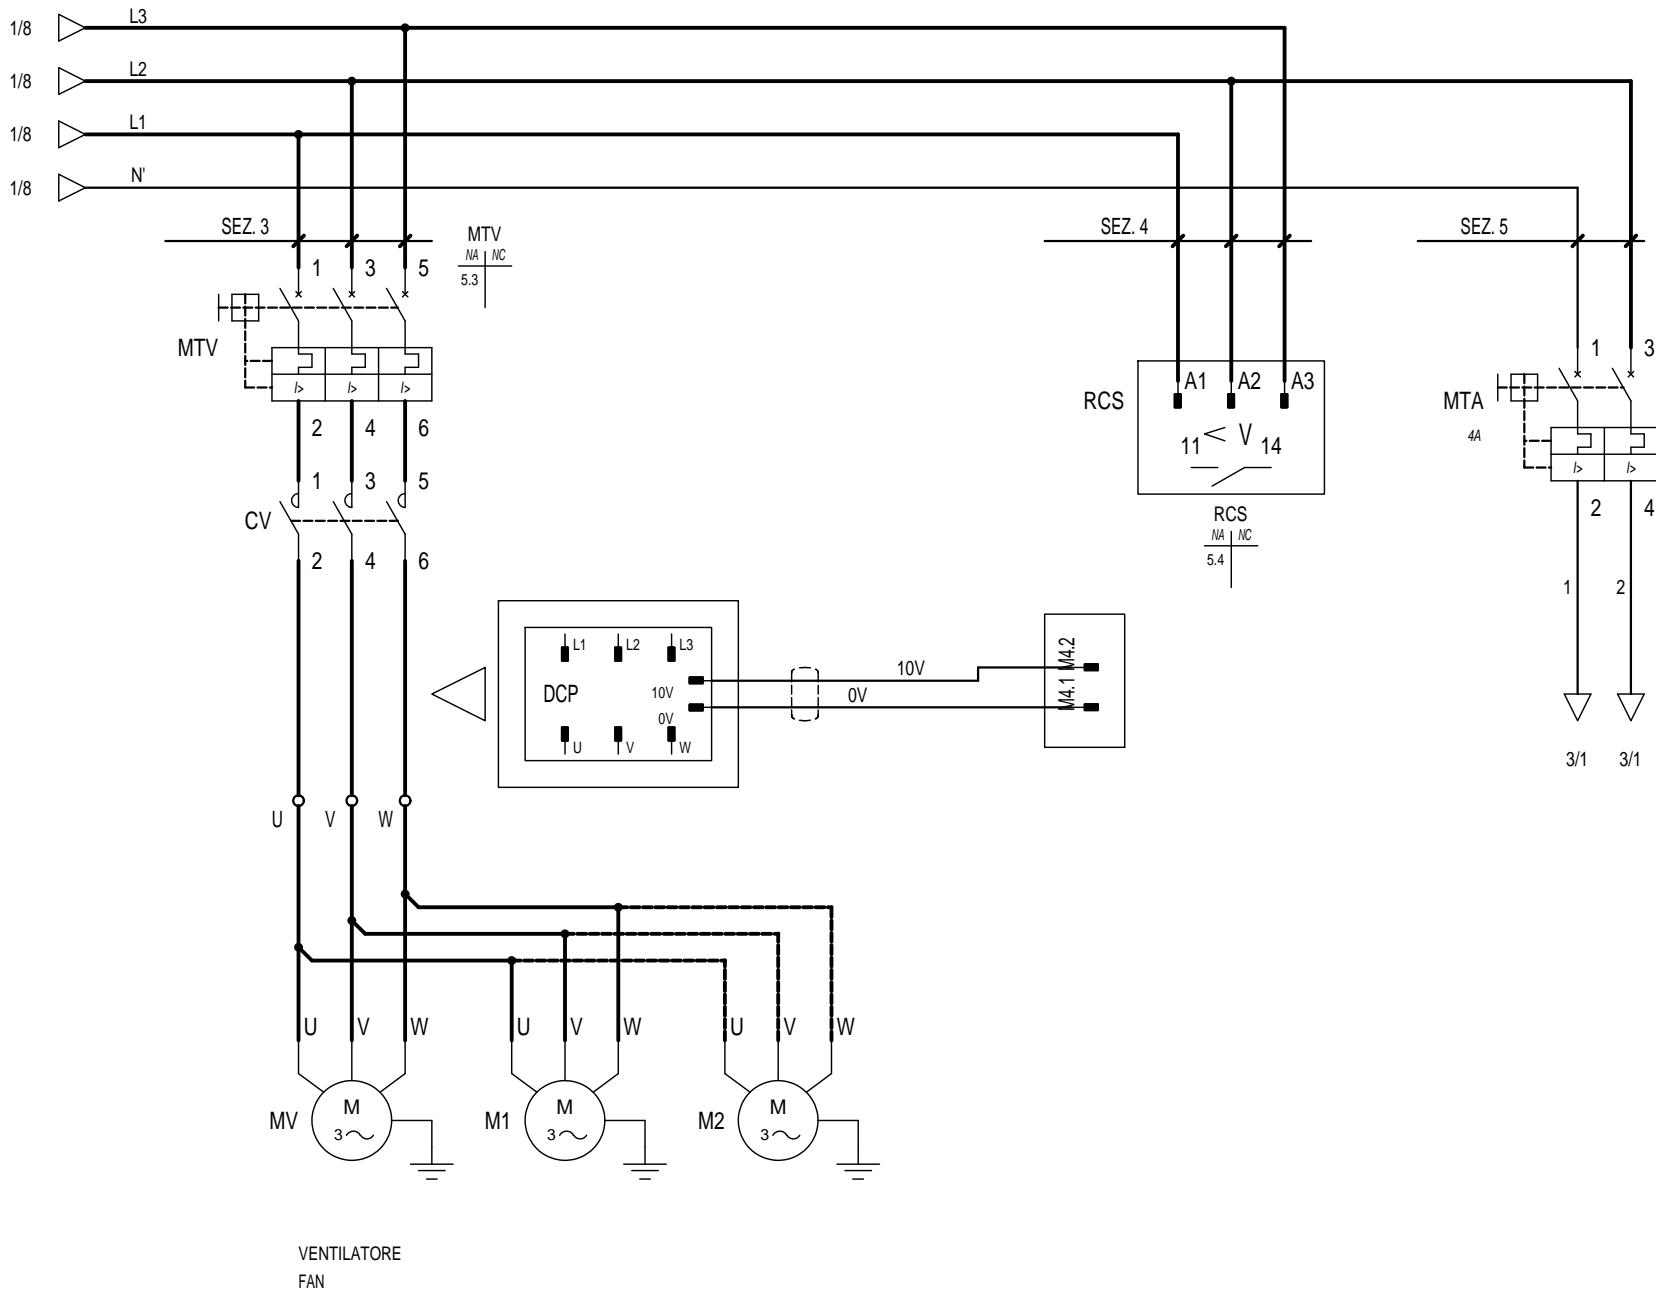 1/8 L3
1/8 L2
1/8 L1
1/8 N'
SEZ. 3 SEZ. 4 SEZ. 5
MTV
NA NC
5.3
1 3 5
MTV
I> I> I>
2 4 6
1 3 5
CV
2 4 6
RCS
A1 A2 A3
11 < V 14
RCS
NA NC
5.4
1 3
MTA
4A
I> I>
2 4
1 2
3/1 3/1
L1 L2 L3
DCP
10V
0V
U V W
10V
0V
M4.2
M4.1
U V W
U V W U V W U V W
MV M1 M2
M M M
3 3 3
VENTILATORE
FAN